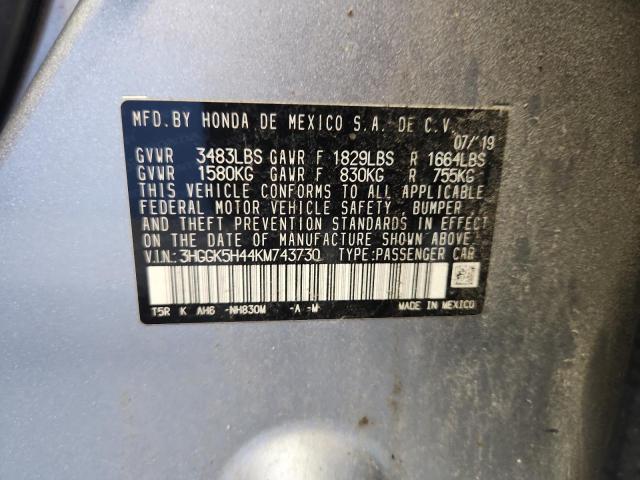 MFD.BY HONDA DE MEXICO S.A. DE C.V.
07/'19
GVWR 3483LBS GAWR F 1829LBS R 1664LBS
GVWR 1580KG GAWR F 830KG R 755KG
THIS VEHICLE CONFORMS TO ALL APPLICABLE
FEDERAL MOTOR VEHICLE SAFETY, BUMPER
AND THEFT PREVENTION STANDARDS IN EFFECT
ON THE DATE OF MANUFACTURE SHOWN ABOVE.
V.I.N.:3HGGK5H44KM743730 TYPE:PASSENGER CAR
T5R K AH6 -NH830M -A -M- MADE IN MEXICO